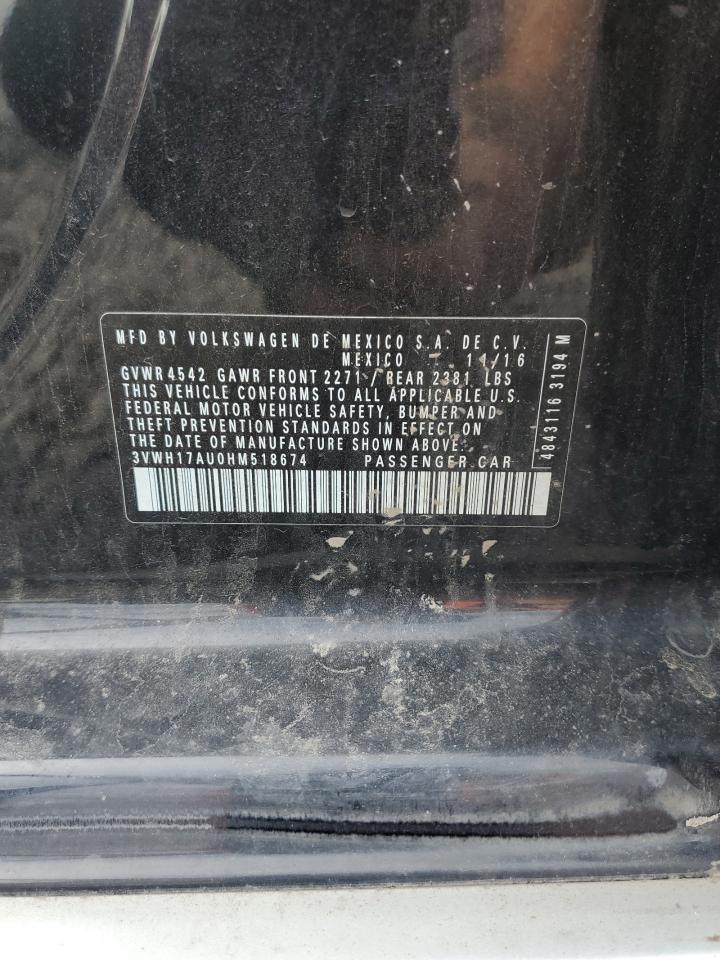 MFD BY VOLKSWAGEN DE MEXICO S.A. DE C.V.
MEXICO - 11/16
GVWR 4542 GAWR FRONT 2271 / REAR 2381 LBS
THIS VEHICLE CONFORMS TO ALL APPLICABLE U.S.
FEDERAL MOTOR VEHICLE SAFETY, BUMPER AND
THEFT PREVENTION STANDARDS IN EFFECT ON
THE DATE OF MANUFACTURE SHOWN ABOVE.
3VWH17AU0HM518674 PASSENGER CAR
4843116 3194 M